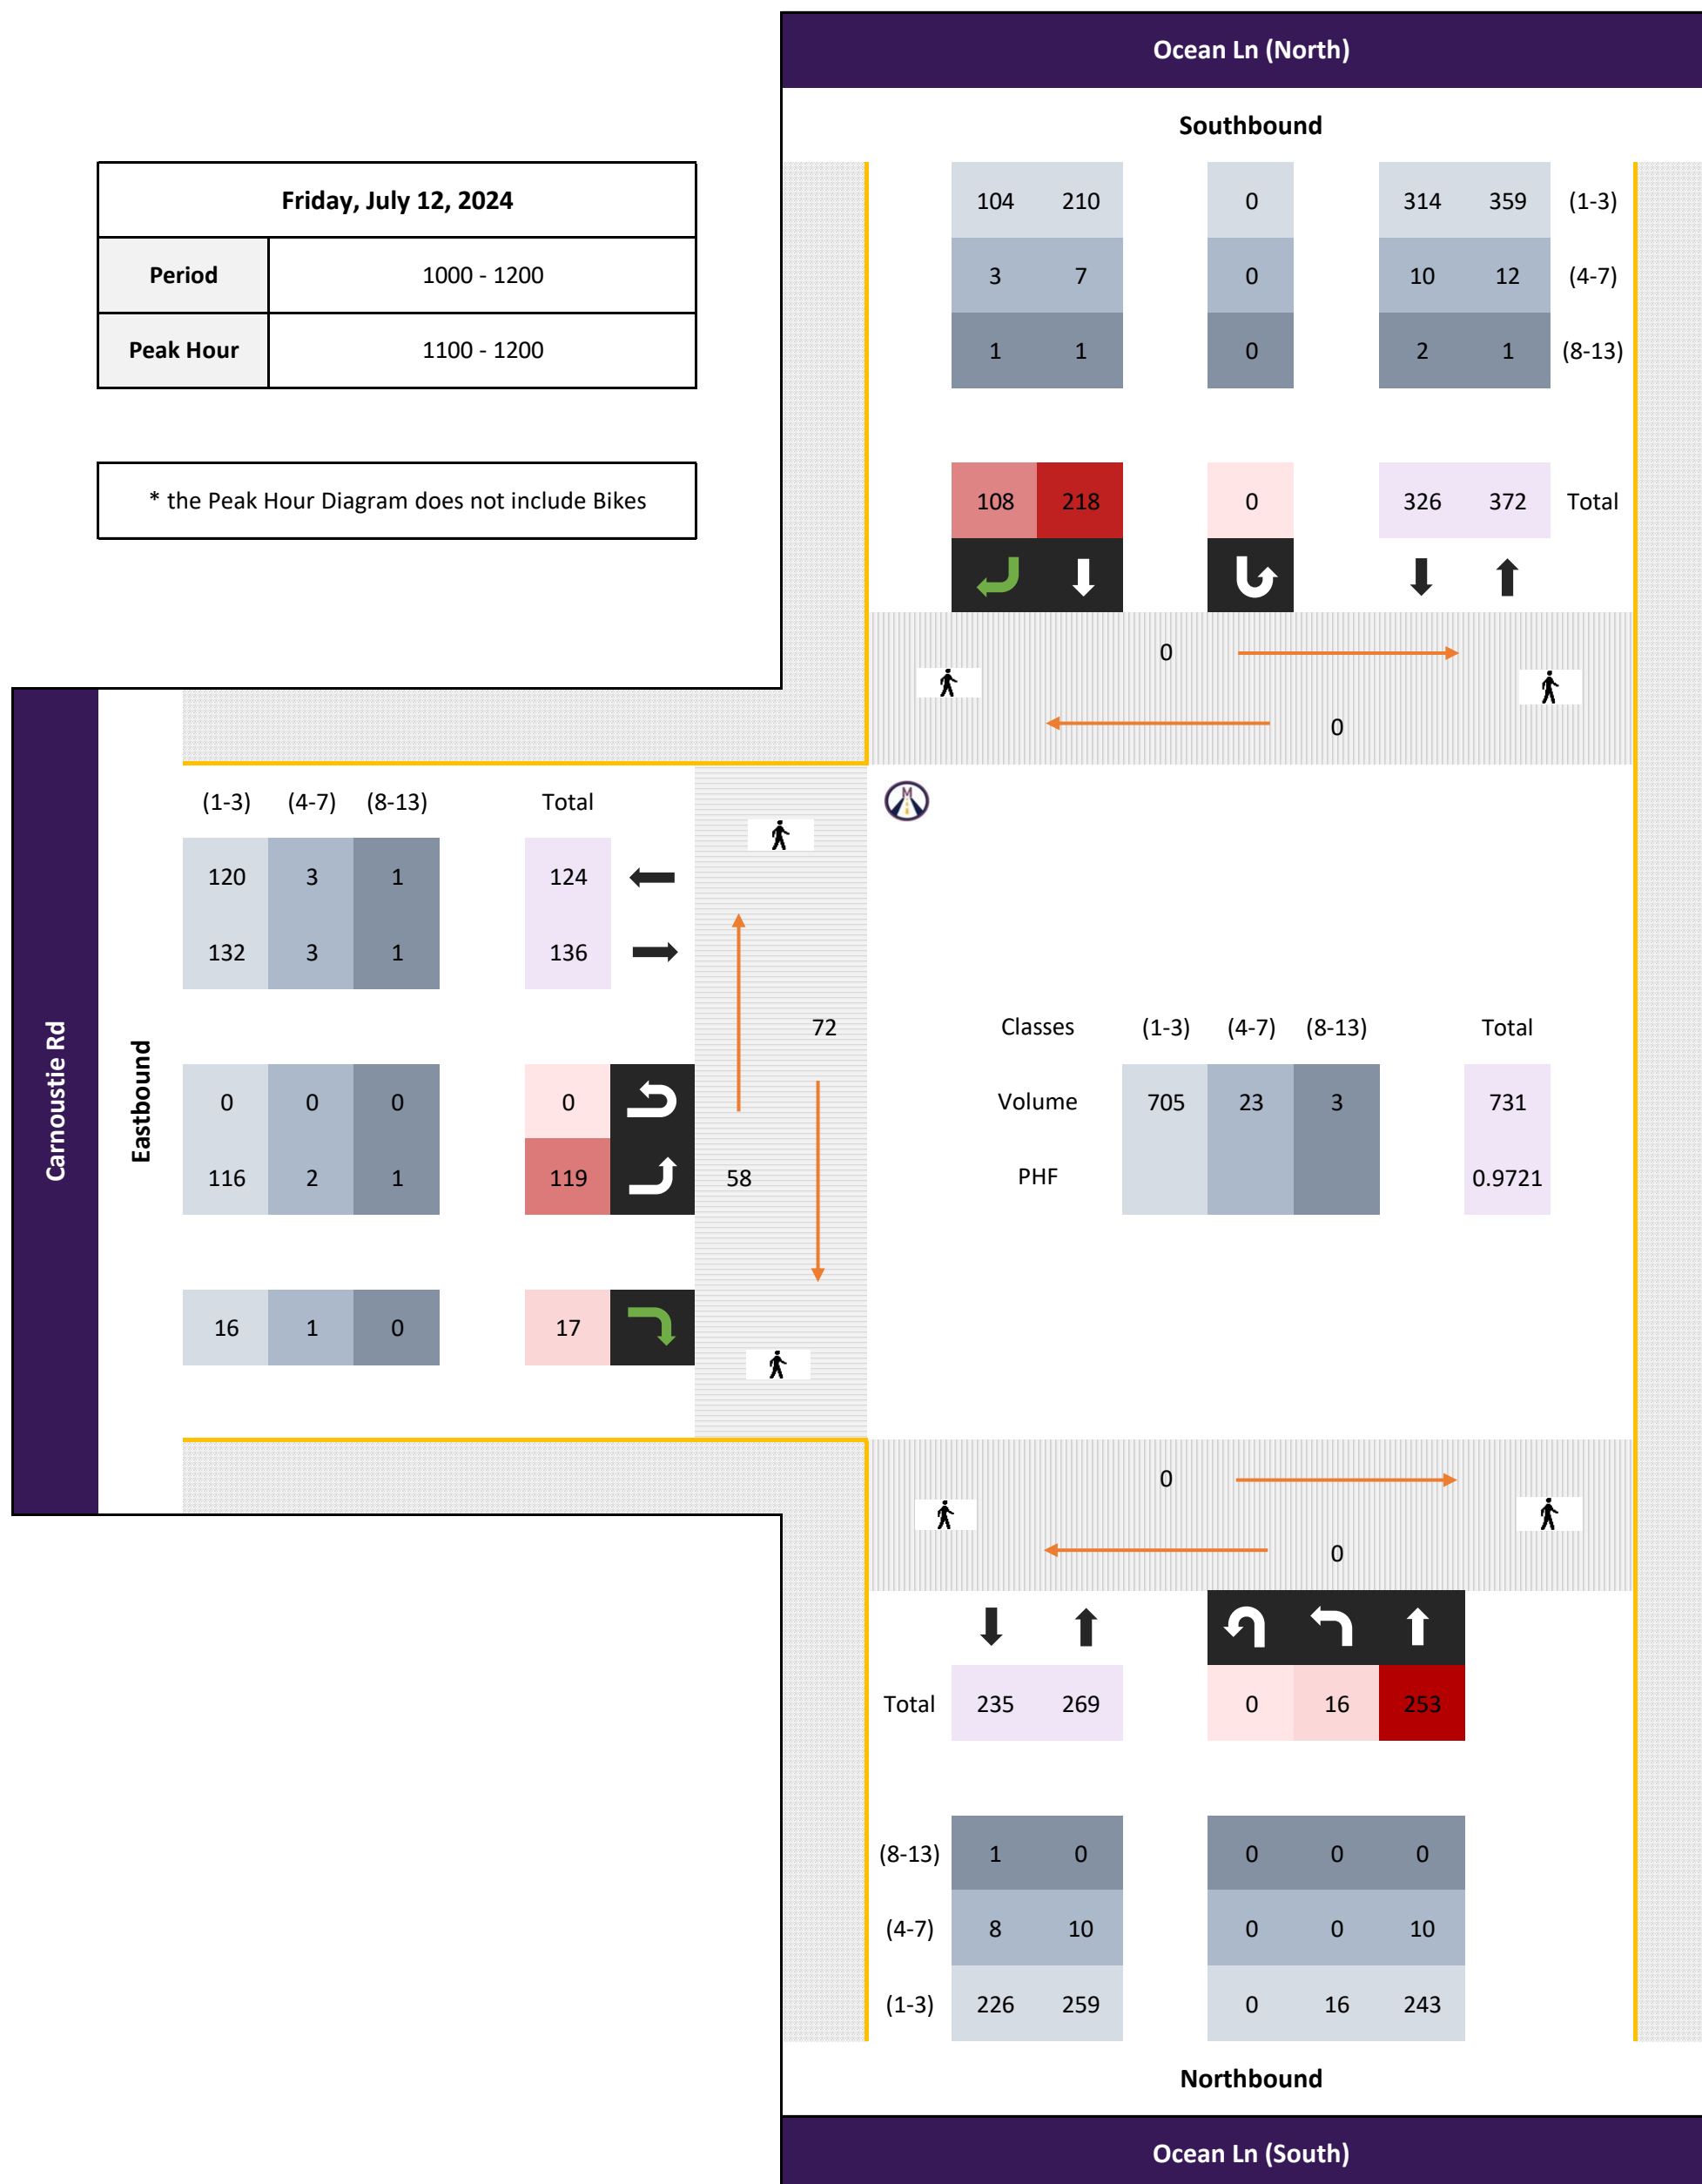 Ocean Ln (North)
Southbound
Friday, July 12, 2024
Period 1000 - 1200
Peak Hour 1100 - 1200
* the Peak Hour Diagram does not include Bikes
104 210 0 314 359 (1-3)
3 7 0 10 12 (4-7)
1 1 0 2 1 (8-13)
108 218 0 326 372 Total
0
0
Carnoustie Rd
Eastbound
(1-3) (4-7) (8-13) Total
120 3 1 124
132 3 1 136
0 0 0 0
116 2 1 119
16 1 0 17
72
58
M
Classes (1-3) (4-7) (8-13) Total
Volume 705 23 3 731
PHF 0.9721
0
0
Total 235 269 0 16 253
(8-13) 1 0 0 0 0
(4-7) 8 10 0 0 10
(1-3) 226 259 0 16 243
Northbound
Ocean Ln (South)